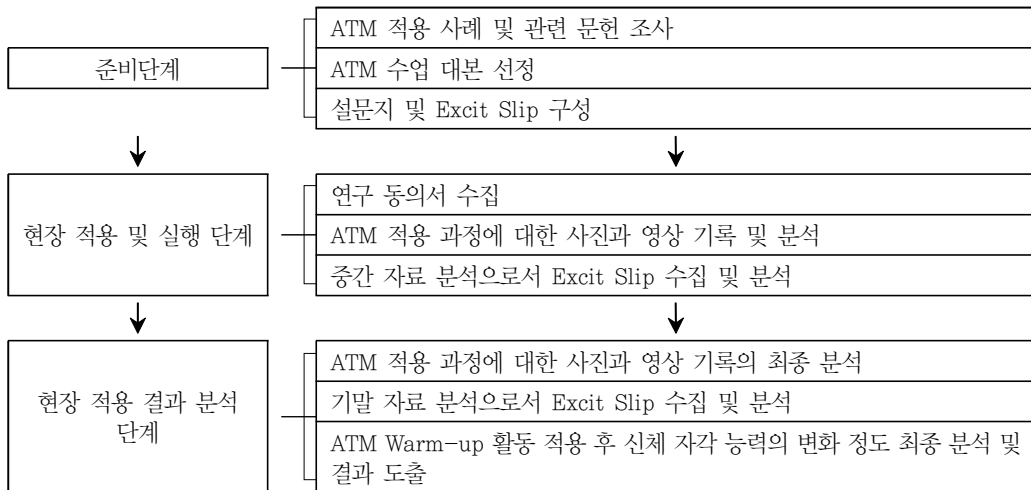 준비단계
ATM 적용 사례 및 관련 문헌 조사
ATM 수업 대본 선정
설문지 및 Excit Slip 구성
현장 적용 및 실행 단계
연구 동의서 수집
ATM 적용 과정에 대한 사진과 영상 기록 및 분석
중간 자료 분석으로서 Excit Slip 수집 및 분석
현장 적용 결과 분석
단계
ATM 적용 과정에 대한 사진과 영상 기록의 최종 분석
기말 자료 분석으로서 Excit Slip 수집 및 분석
ATM Warm-up 활동 적용 후 신체 자각 능력의 변화 정도 최종 분석 및
결과 도출